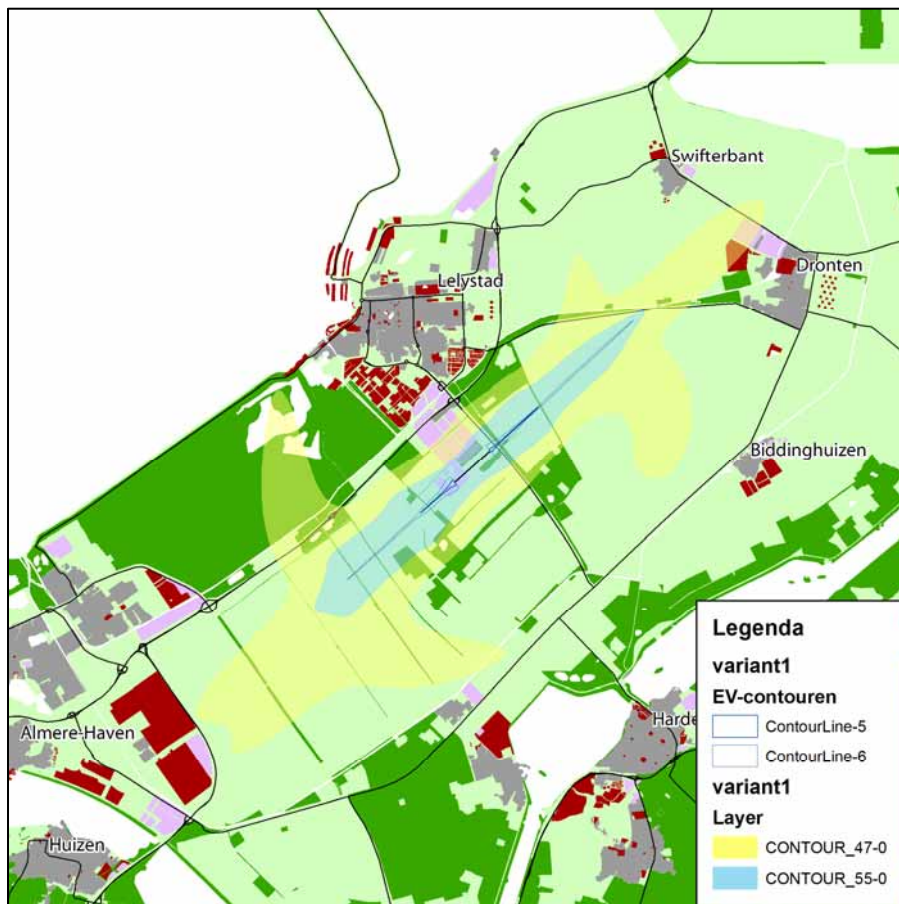 Swifterbant
Dronten
Lelystad
Biddinghuizen
Almere-Haven
Huizen
Harde
Legenda
variant1
EV-contouren
ContourLine-5
ContourLine-6
variant1
Layer
CONTOUR_47-0
CONTOUR_55-0